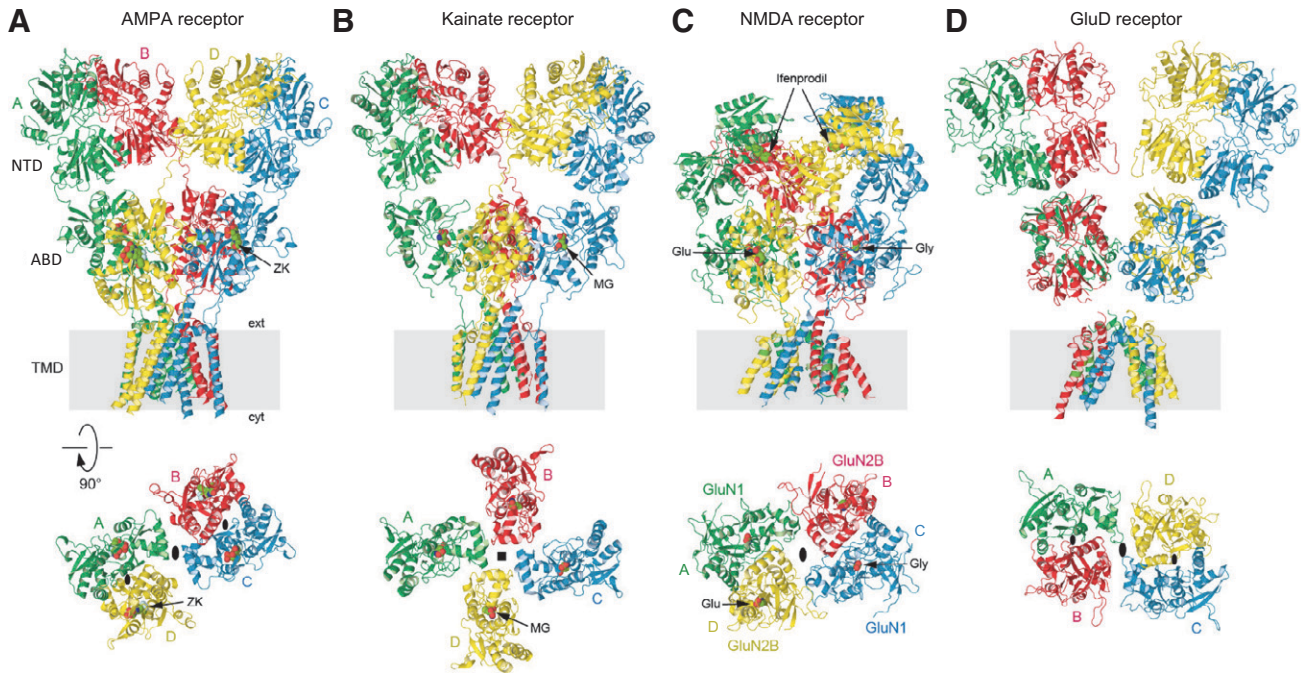 A AMPA receptor
B Kainate receptor
C NMDA receptor
D GluD receptor
B D
A C
NTD
ABD
ZK
ext
TMD
cyt
90°
MG
Ifenprodil
Glu Gly
B
A
C
ZK
D
B
A
C
MG
D
GluN2B
GluN1 B
C
A Gly
Glu
D GluN1
GluN2B
A D
B C